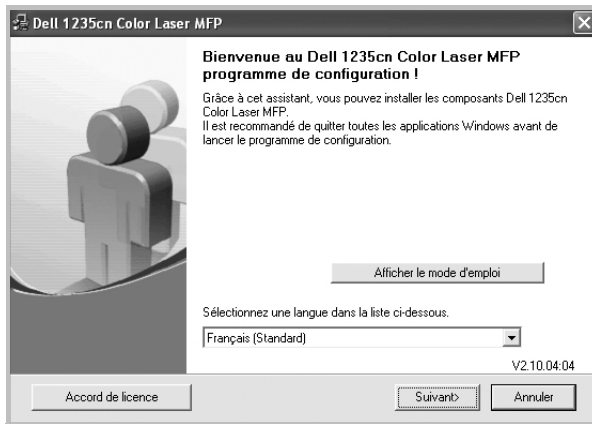 Dell 1235cn Color Laser MFP
Bienvenue au Dell 1235cn Color Laser MFP
programme de configuration !
Grâce à cet assistant, vous pouvez installer les composants Dell 1235cn
Color Laser MFP.
Il est recommandé de quitter toutes les applications Windows avant de
lancer le programme de configuration.
Afficher le mode d'emploi
Sélectionnez une langue dans la liste ci-dessous.
Français (Standard)
V2.10.04:04
Accord de licence
Suivant>
Annuler